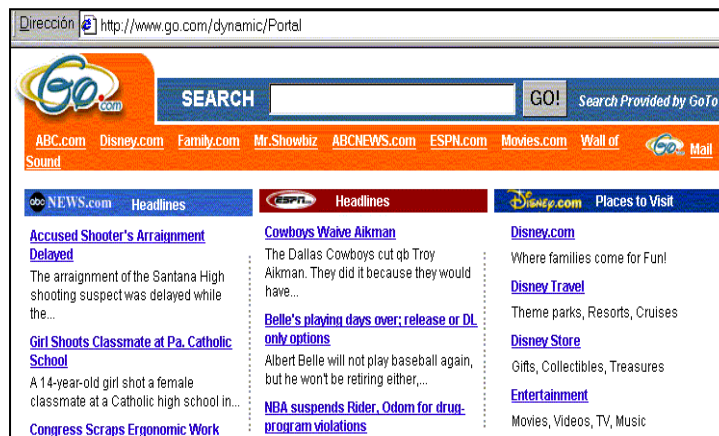 Dirección http://www.go.com/dynamic/Portal
Go.com
SEARCH GO! Search Provided by GoTo
ABC.com Disney.com Family.com Mr.Showbiz ABCNEWS.com ESPN.com Movies.com Wall of Go Mail
Sound
abc NEWS.com Headlines
Accused Shooter's Arraignment
Delayed
The arraignment of the Santana High
shooting suspect was delayed while
the...
Girl Shoots Classmate at Pa. Catholic
School
A 14-year-old girl shot a female
classmate at a Catholic high school in...
Congress Scraps Ergonomic Work
ESPN Headlines
Cowboys Waive Aikman
The Dallas Cowboys cut qb Troy
Aikman. They did it because they would
have...
Belle's playing days over; release or DL
only options
Albert Belle will not play baseball again,
but he won't be retiring either,...
NBA suspends Rider, Odom for drug-
program violations
Disney.com Places to Visit
Disney.com
Where families come for Fun!
Disney Travel
Theme parks, Resorts, Cruises
Disney Store
Gifts, Collectibles, Treasures
Entertainment
Movies, Videos, TV, Music